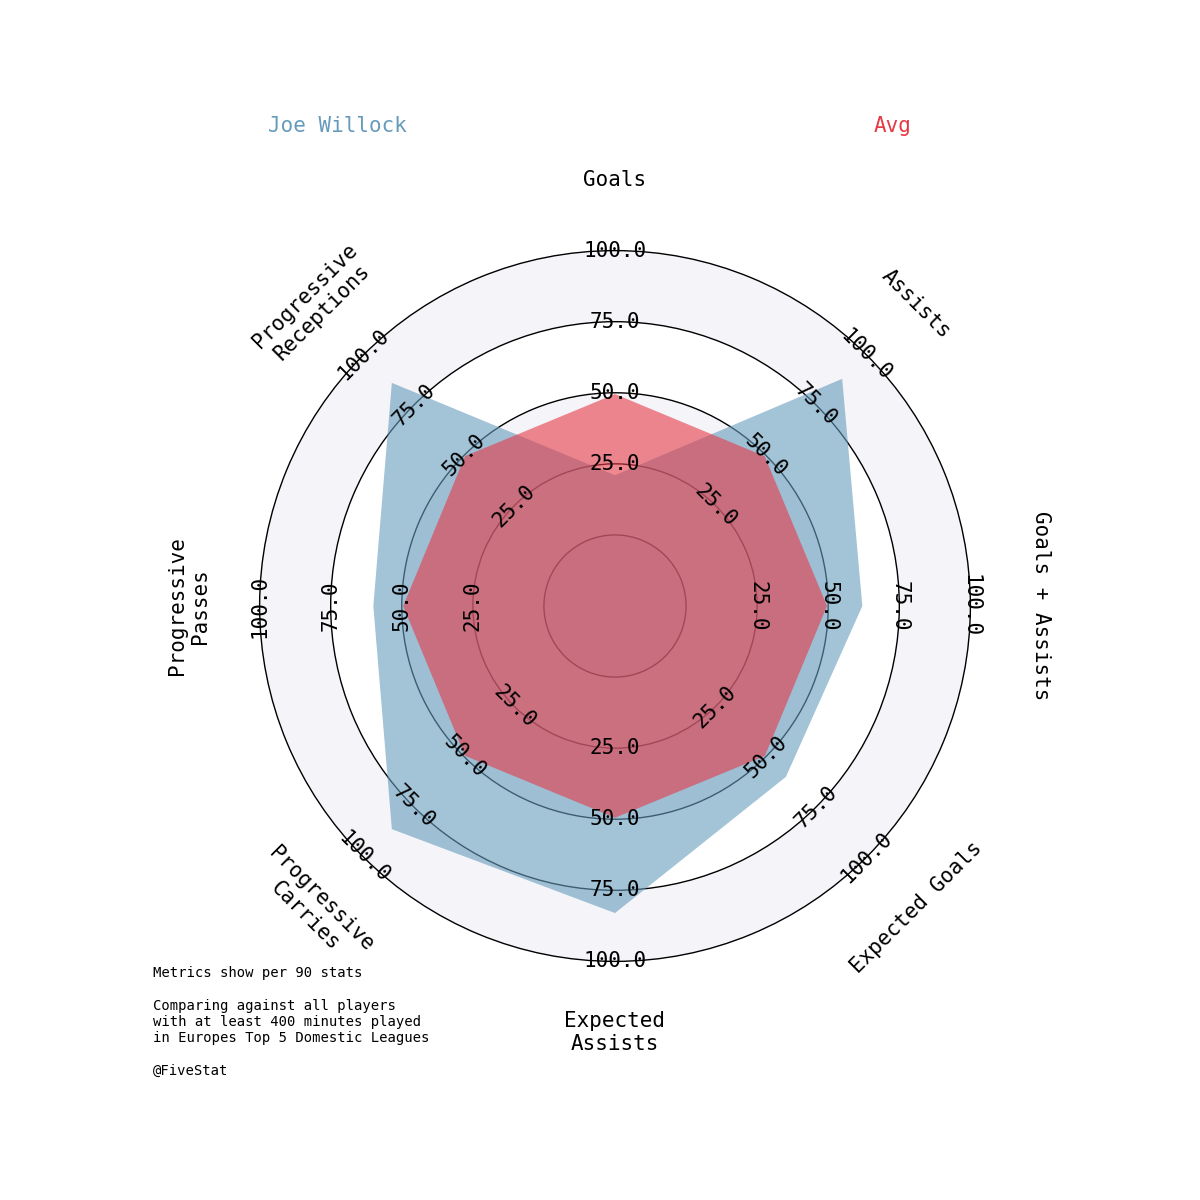 Joe Willock
Avg
Goals
Assists
Goals + Assists
Expected Goals
Expected
Assists
Progressive
Carries
Progressive
Passes
Progressive
Receptions
25.0
50.0
75.0
100.0
25.0
50.0
75.0
100.0
25.0
50.0
75.0
100.0
25.0
50.0
75.0
100.0
25.0
50.0
75.0
100.0
25.0
50.0
75.0
100.0
25.0
50.0
75.0
100.0
25.0
50.0
75.0
100.0
Metrics show per 90 stats
Comparing against all players
with at least 400 minutes played
in Europes Top 5 Domestic Leagues
@FiveStat